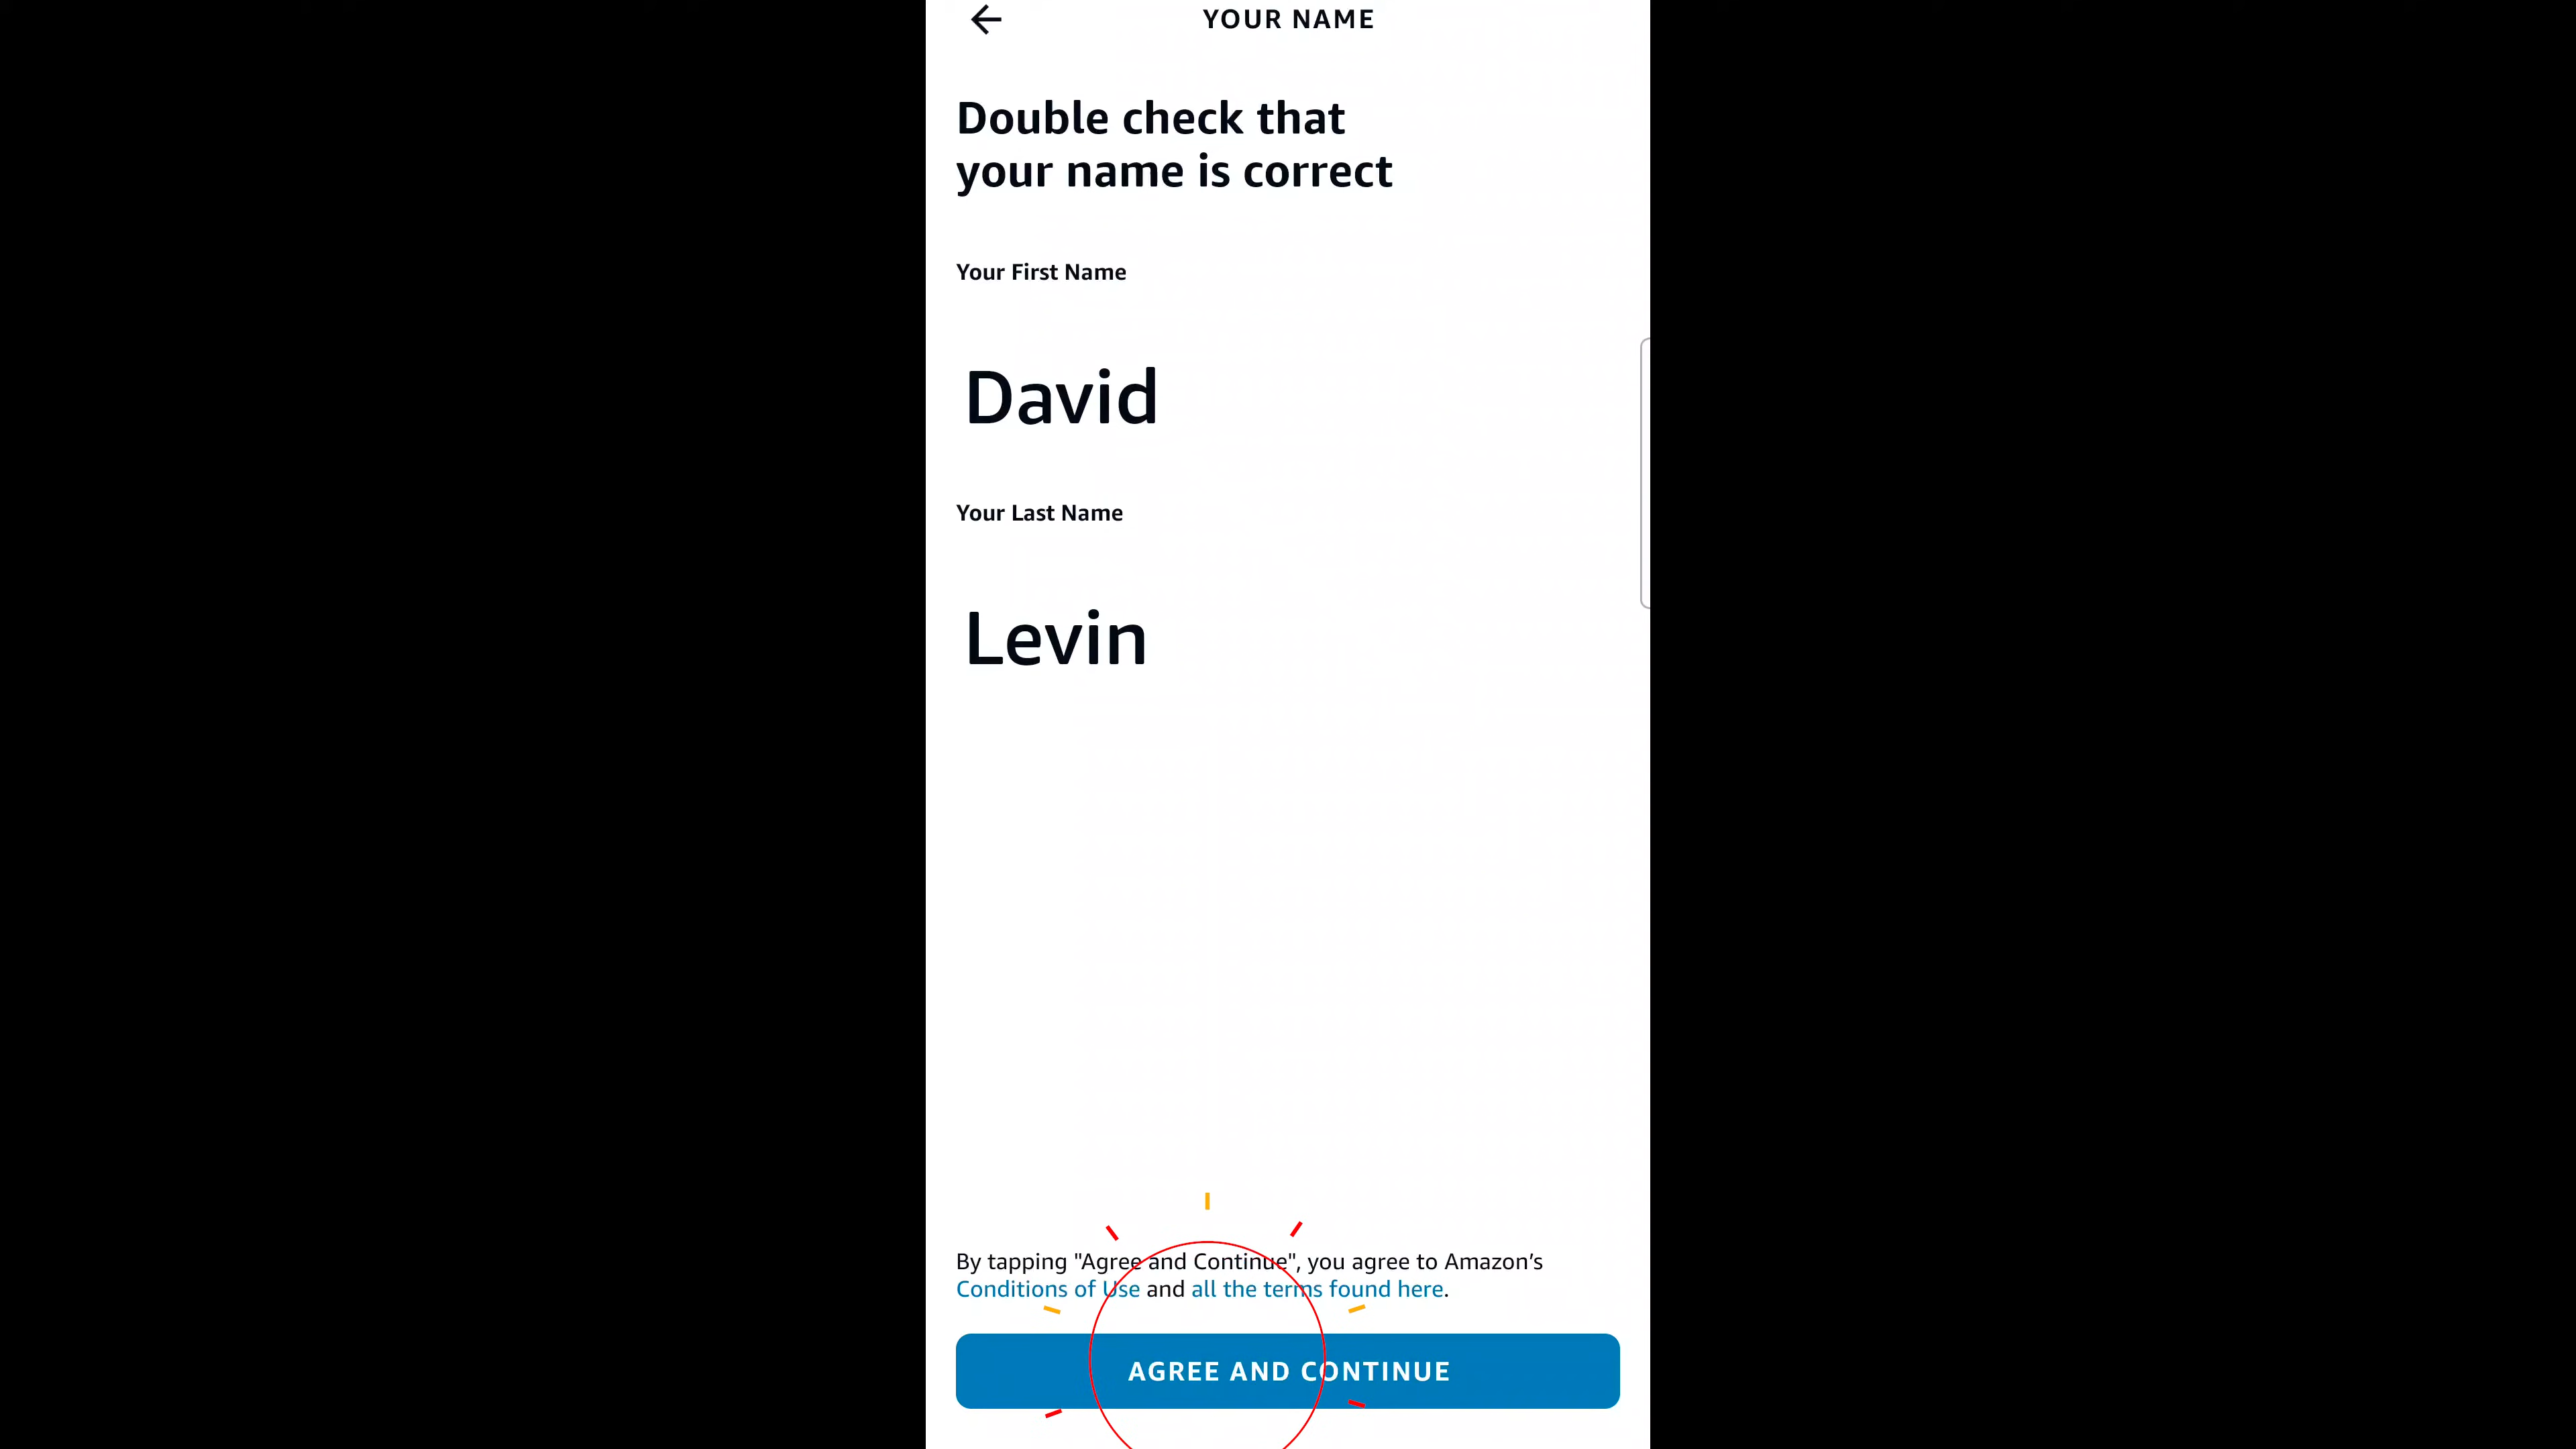 YOUR NAME
Double check that
your name is correct
Your First Name
David
Your Last Name
Levin
By tapping "Agree and Continue", you agree to Amazon’s
Conditions of Use and all the terms found here.
AGREE AND CONTINUE